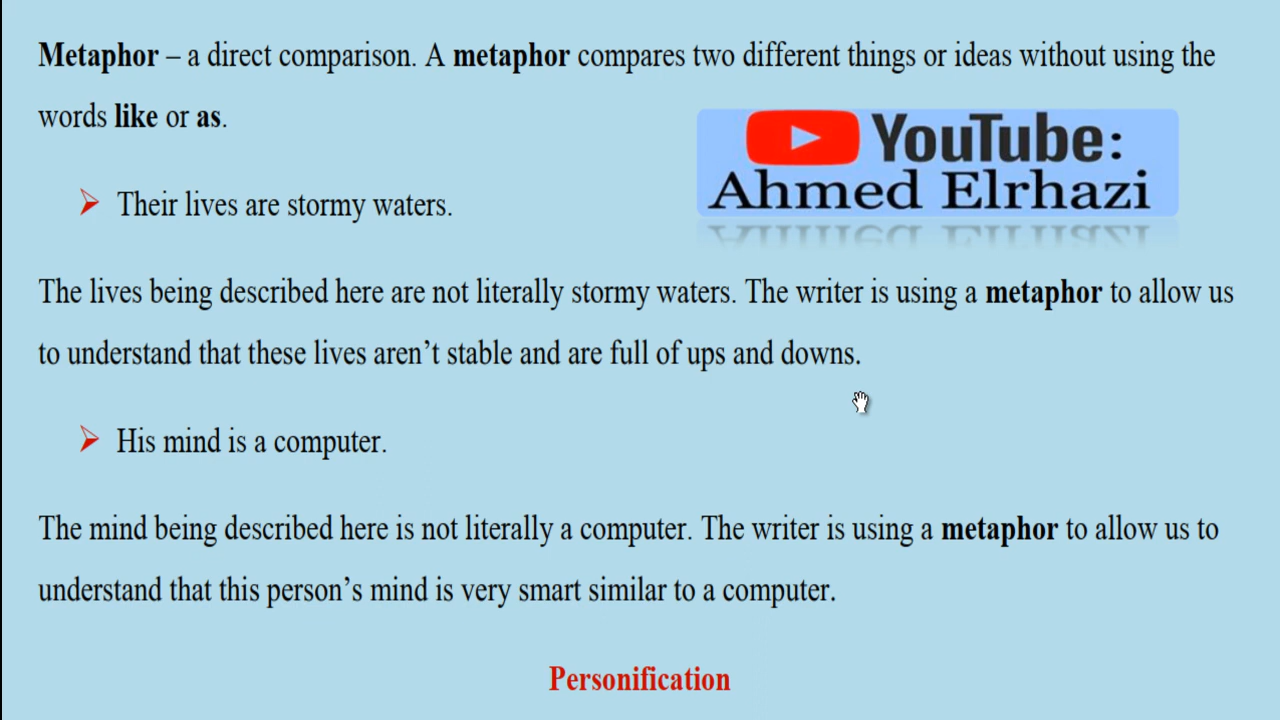 Metaphor – a direct comparison. A metaphor compares two different things or ideas without using the
words like or as.
YouTube:
Ahmed Elrhazi
Their lives are stormy waters.
The lives being described here are not literally stormy waters. The writer is using a metaphor to allow us
to understand that these lives aren’t stable and are full of ups and downs.
His mind is a computer.
The mind being described here is not literally a computer. The writer is using a metaphor to allow us to
understand that this person’s mind is very smart similar to a computer.
Personification